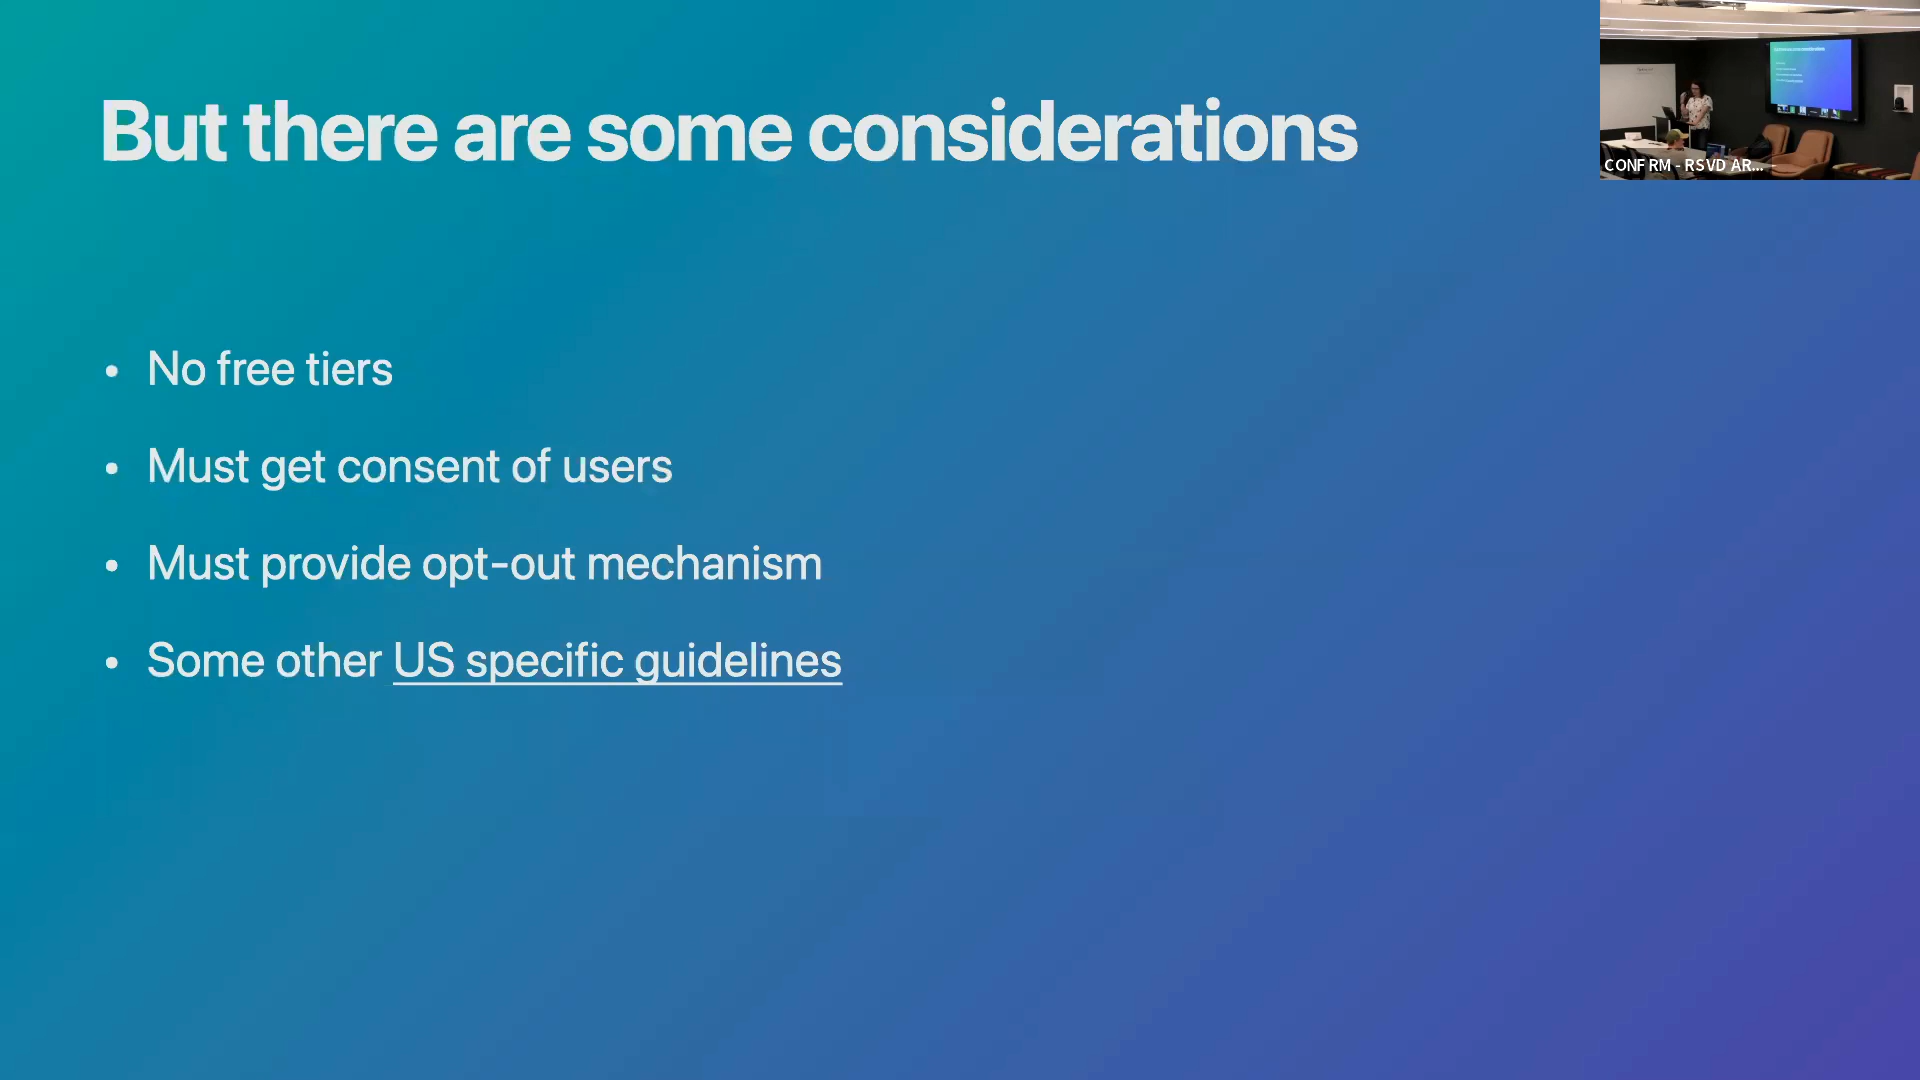 But there are some considerations
• No free tiers
• Must get consent of users
• Must provide opt-out mechanism
• Some other US specific guidelines
CONF RM - RSVD AR...